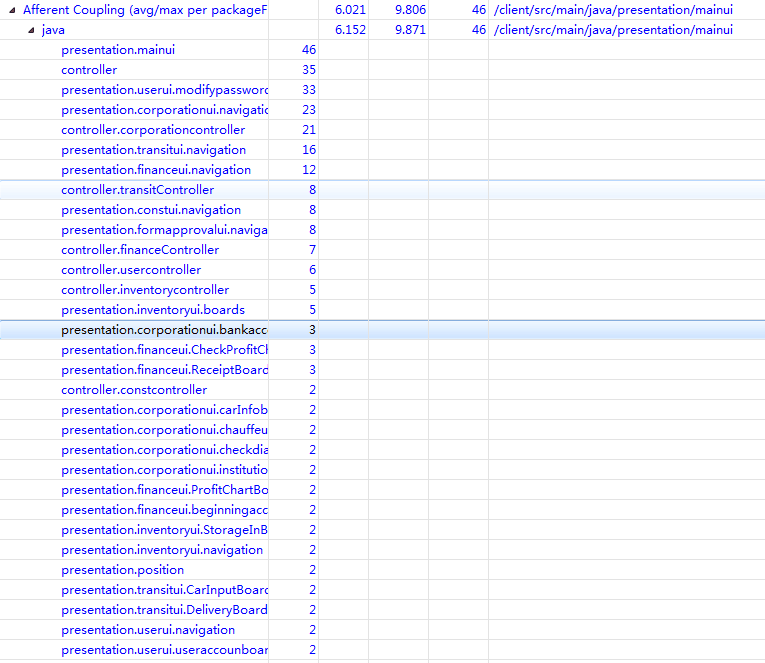 Afferent Coupling (avg/max per packageF 6.021 9.806 46 /client/src/main/java/presentation/mainui
java 6.152 9.871 46 /client/src/main/java/presentation/mainui
presentation.mainui 46
controller 35
presentation.userui.modifypassword 33
presentation.corporationui.navigatic 23
controller.corporationcontroller 21
presentation.transitui.navigation 16
presentation.financeui.navigation 12
controller.transitController 8
presentation.constui.navigation 8
presentation.formapprovalui.naviga 8
controller.financeController 7
controller.usercontroller 6
controller.inventorycontroller 5
presentation.inventoryui.boards 5
presentation.corporationui.bankacc 3
presentation.financeui.CheckProfitCh 3
presentation.financeui.ReceiptBoard 3
controller.constcontroller 2
presentation.corporationui.carInfob 2
presentation.corporationui.chauffeu 2
presentation.corporationui.checkdia 2
presentation.corporationui.institutio 2
presentation.financeui.ProfitChartBo 2
presentation.financeui.beginningacc 2
presentation.inventoryui.StorageInB 2
presentation.inventoryui.navigation 2
presentation.position 2
presentation.transitui.CarInputBoard 2
presentation.transitui.DeliveryBoard 2
presentation.userui.navigation 2
presentation.userui.useraccounboar 2